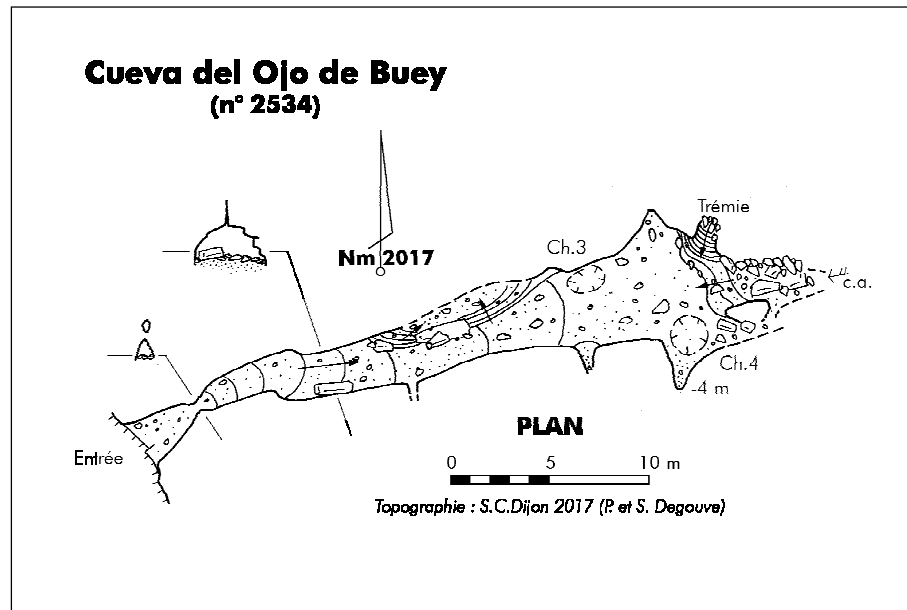 Cueva del Ojo de Buey
(n° 2534)
Trémie
Ch.3
Nm 2017
c.a.
Ch.4
-4 m
PLAN
Entrée
0 5 10 m
Topographie : S.C.Dijon 2017 (P. et S. Degouve)